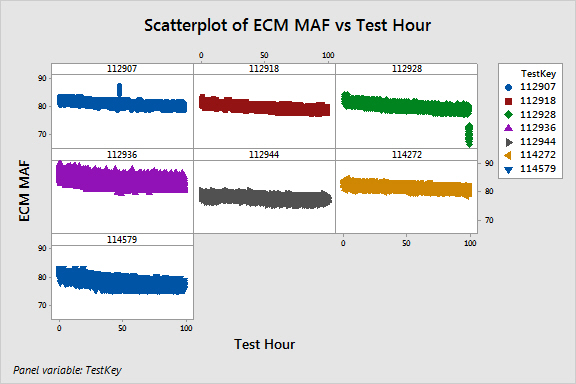 Scatterplot of ECM MAF vs Test Hour
0 50 100
112907 112918 112928
90
80
70
112936 112944 114272
90
80
70
114579
90
80
70
0 50 100
0 50 100
ECM MAF
Test Hour
TestKey
112907
112918
112928
112936
112944
114272
114579
Panel variable: TestKey